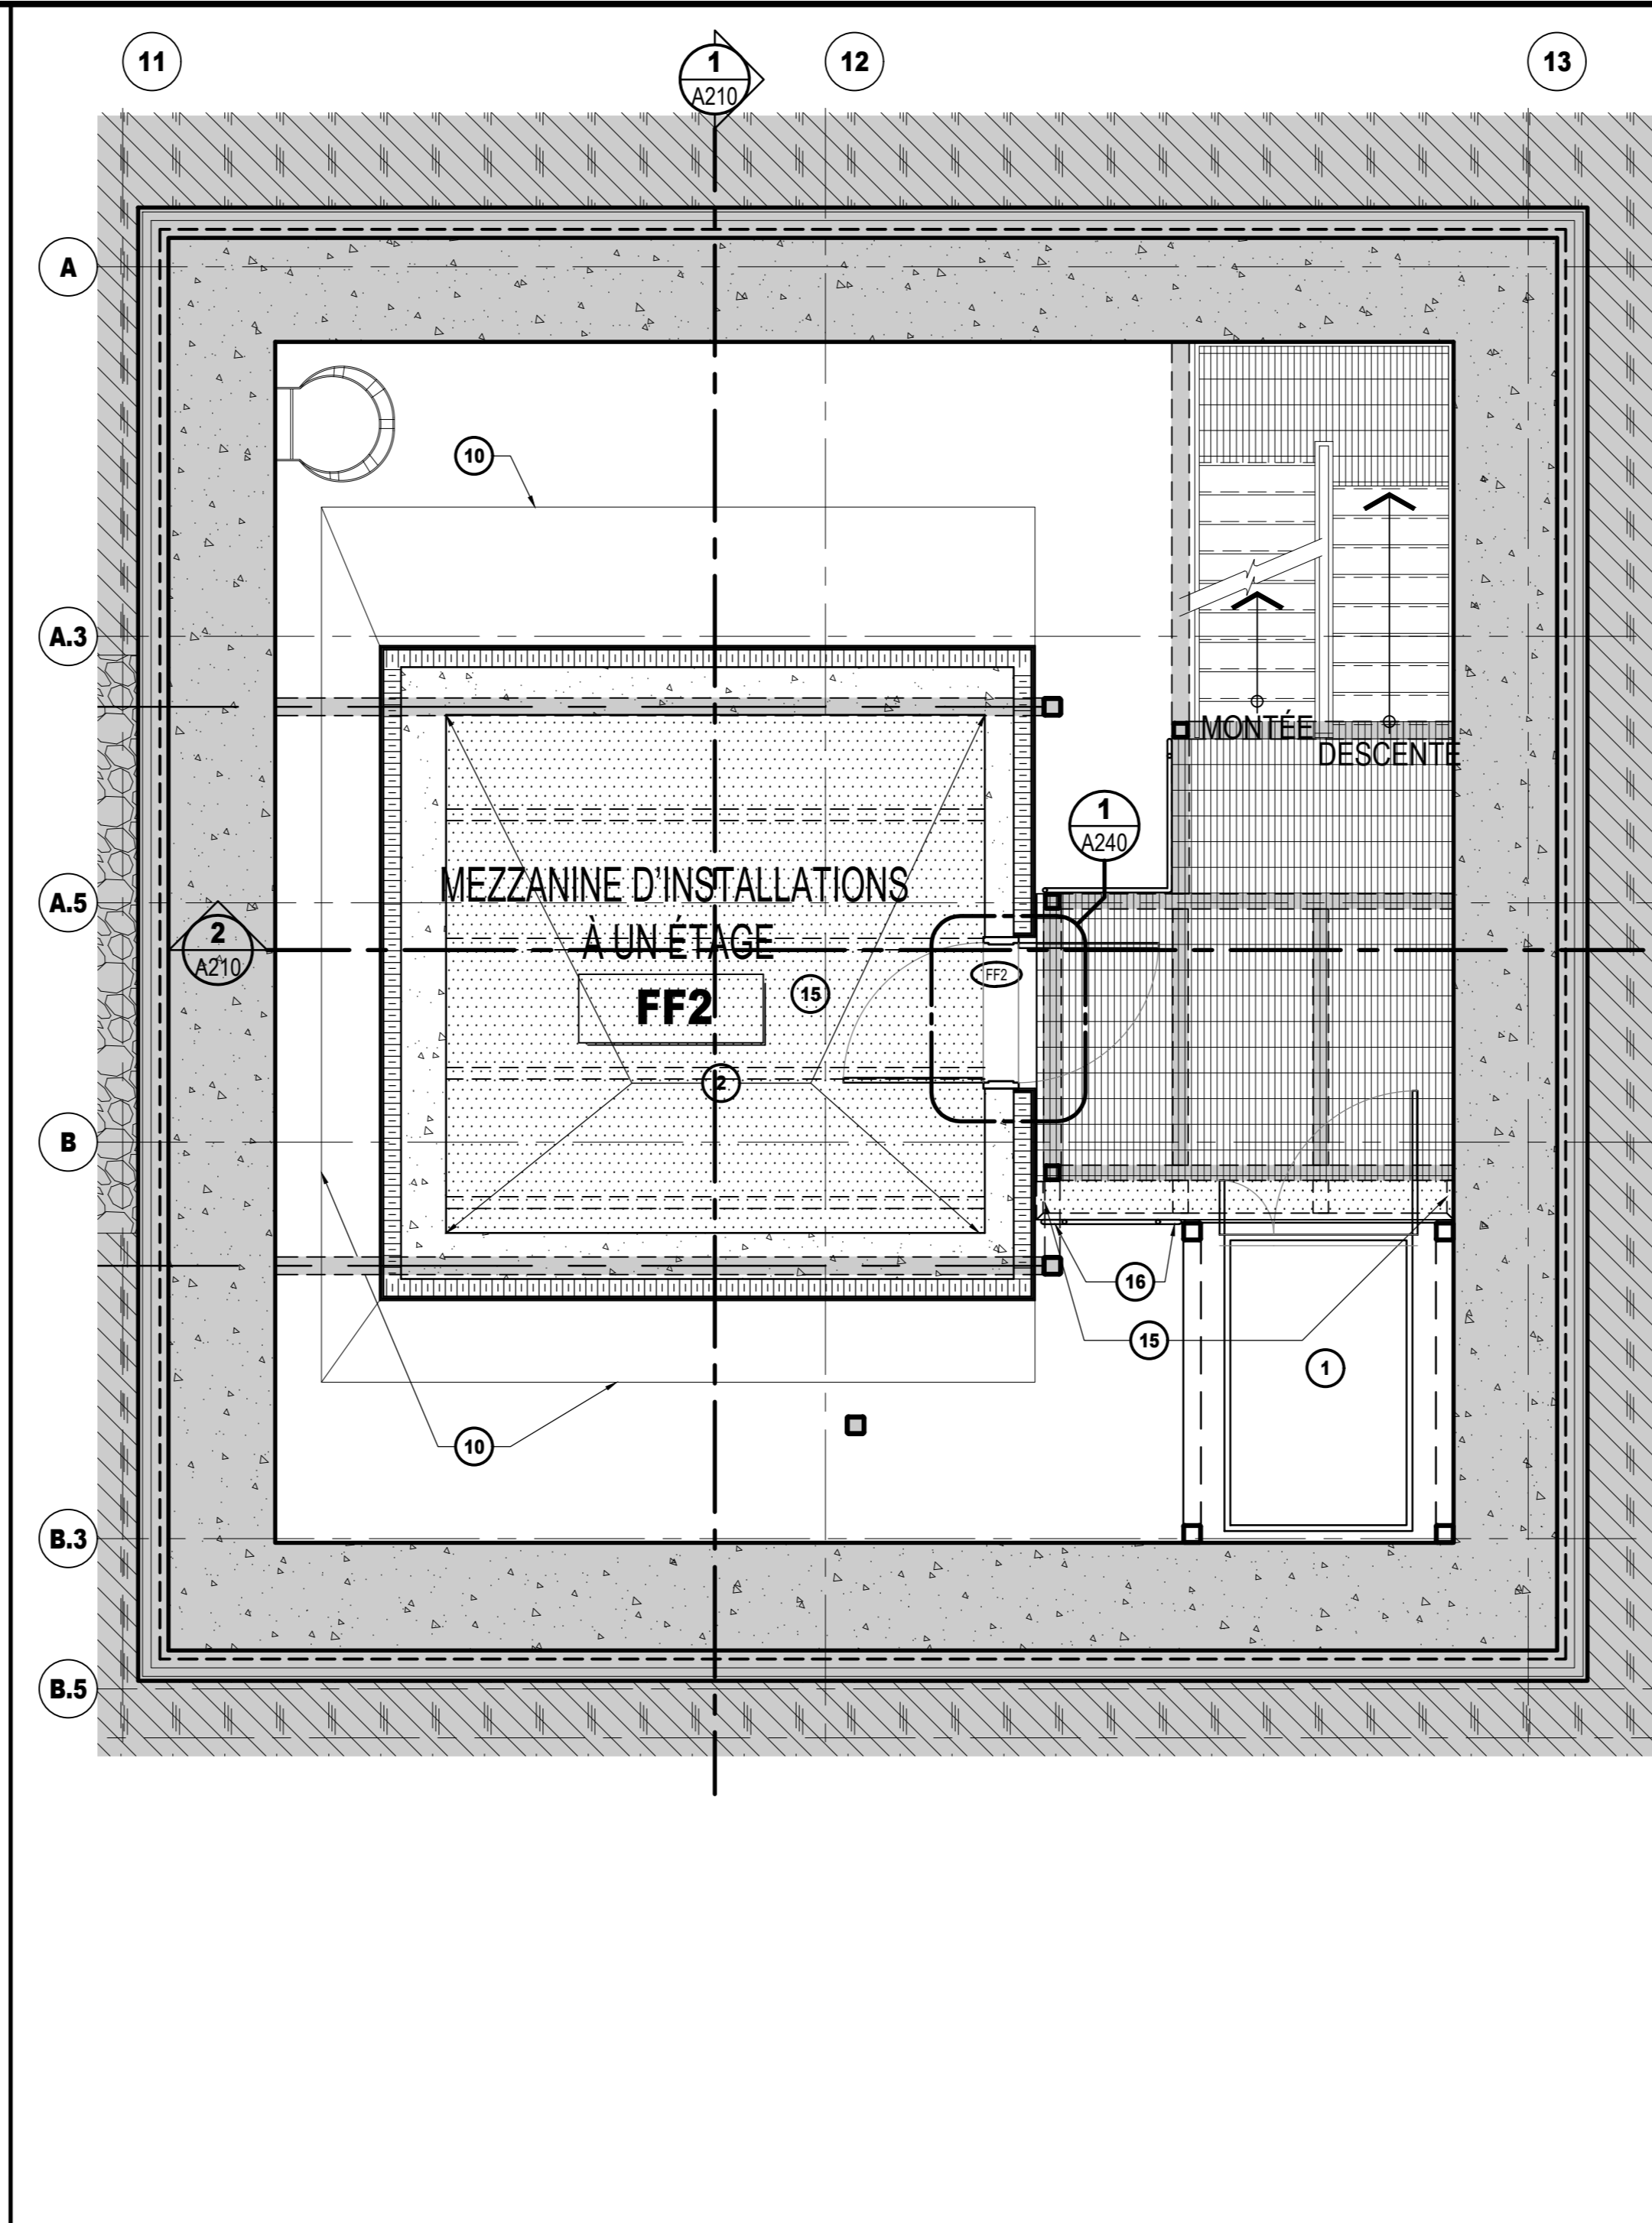 11
1
A210
12
13
A
10
A.3
MONTÉE
DESCENTE
1
A240
MEZZANINE D'INSTALLATIONS
À UN ÉTAGE
A.5
2
A210
FF2
15
FF2
2
B
16
15
1
10
B.3
B.5